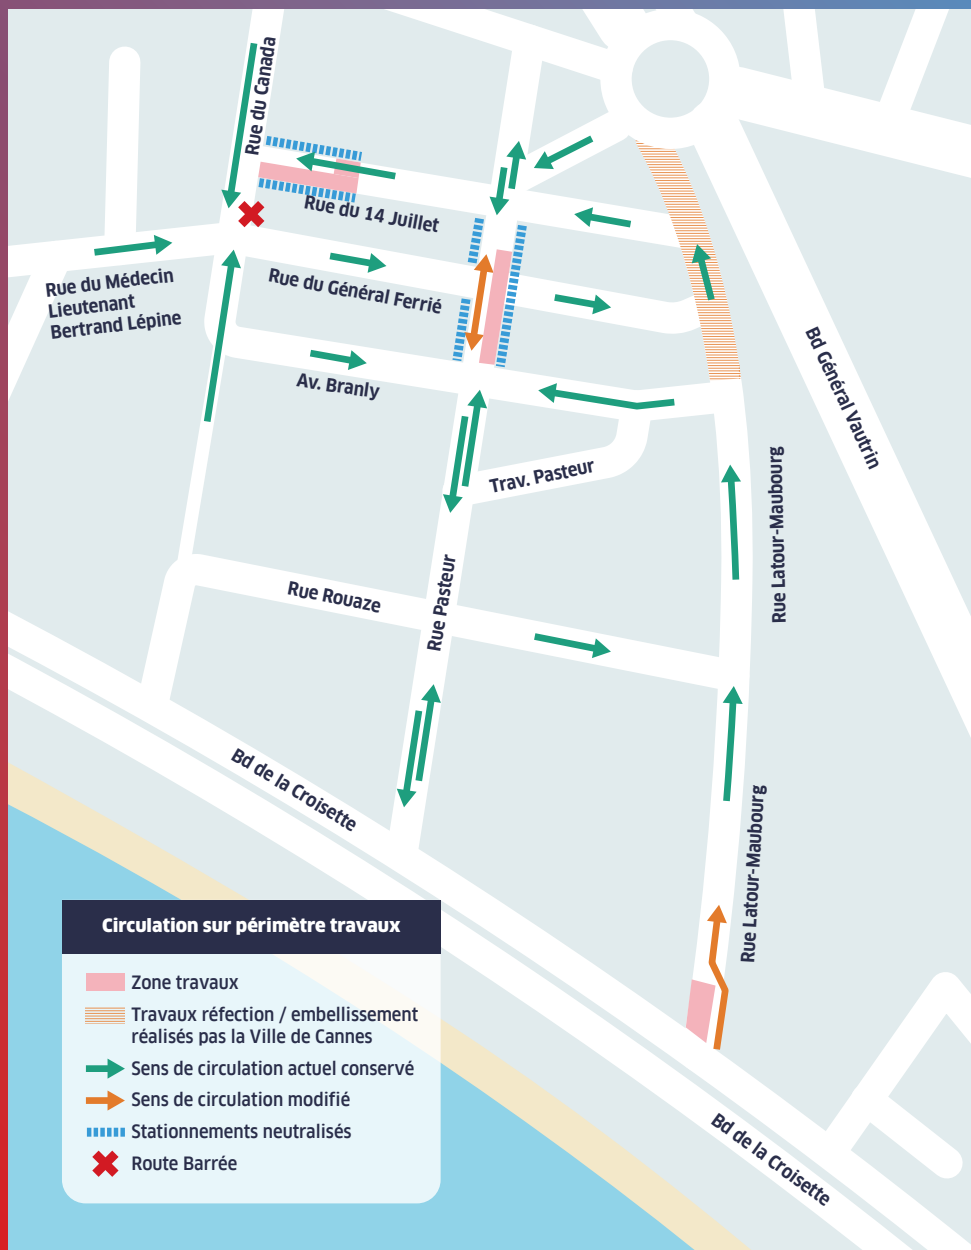 Rue du Canada
Rue du 14 Juillet
Rue du Médecin
Lieutenant
Bertrand Lépine
Rue du Général Ferrié
Av. Branly
Bd Général Vautrin
Trav. Pasteur
Rue Latour-Maubourg
Rue Pasteur
Rue Rouaze
Bd de la Croisette
Rue Latour-Maubourg
Circulation sur périmètre travaux
Zone travaux
Travaux réfection / embellissement
réalisés pas la Ville de Cannes
Sens de circulation actuel conservé
Sens de circulation modifié
Stationnements neutralisés
Route Barrée
Bd de la Croisette